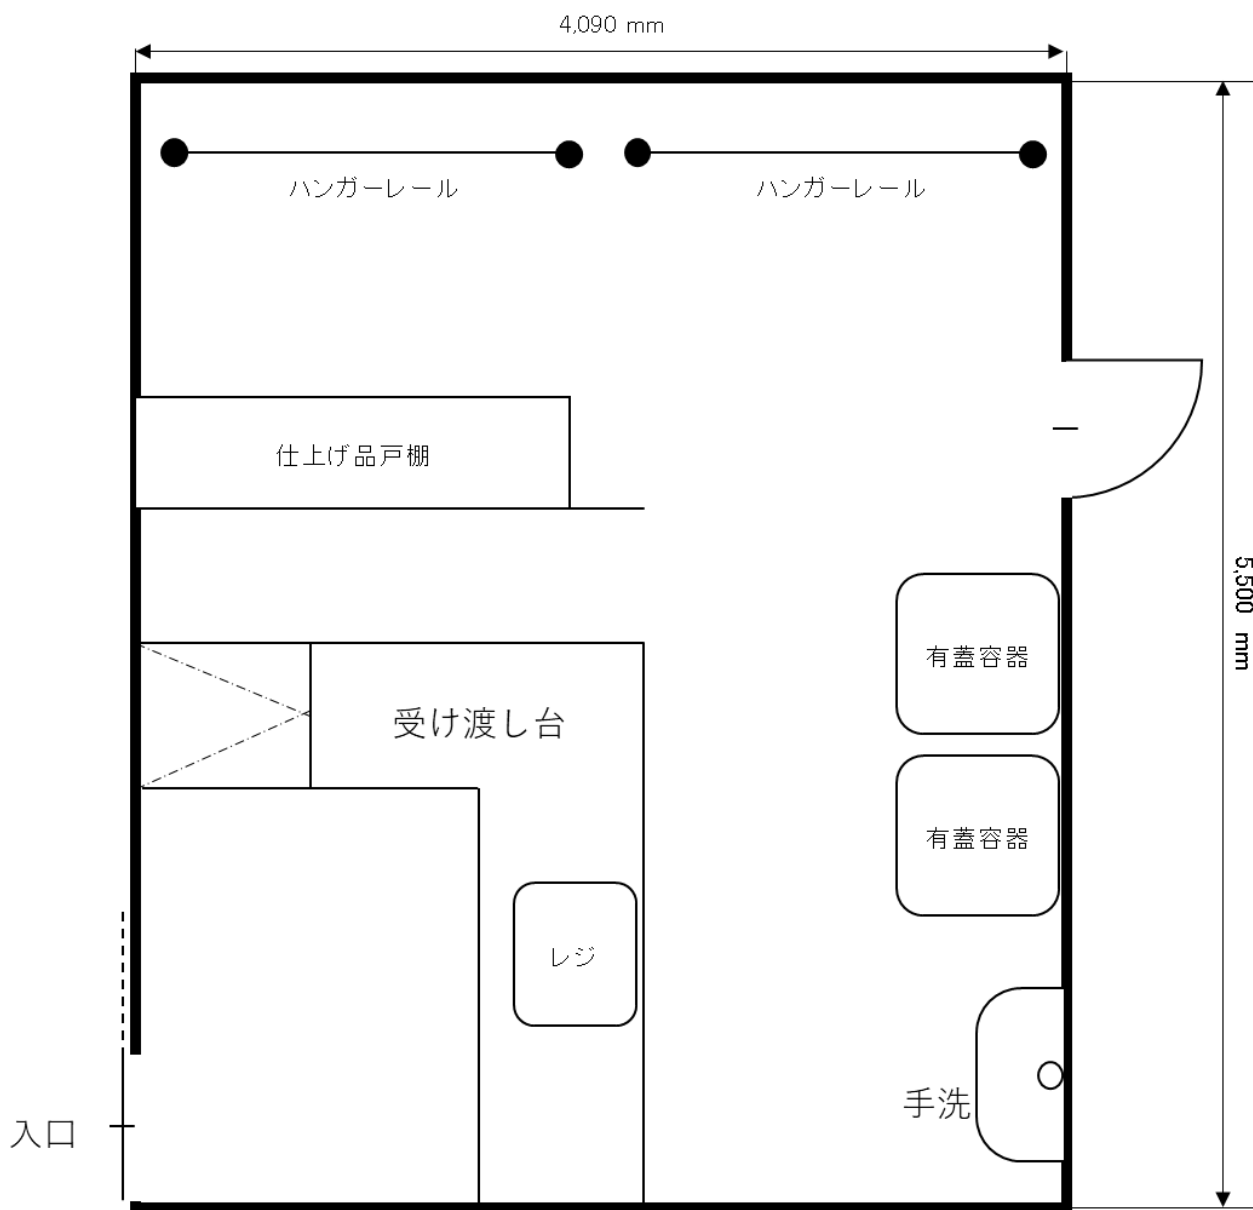 4,090 mm
ハンガーレール
ハンガーレール
仕上げ品戸棚
5,500 mm
有蓋容器
受け渡し台
有蓋容器
レジ
手洗
入口